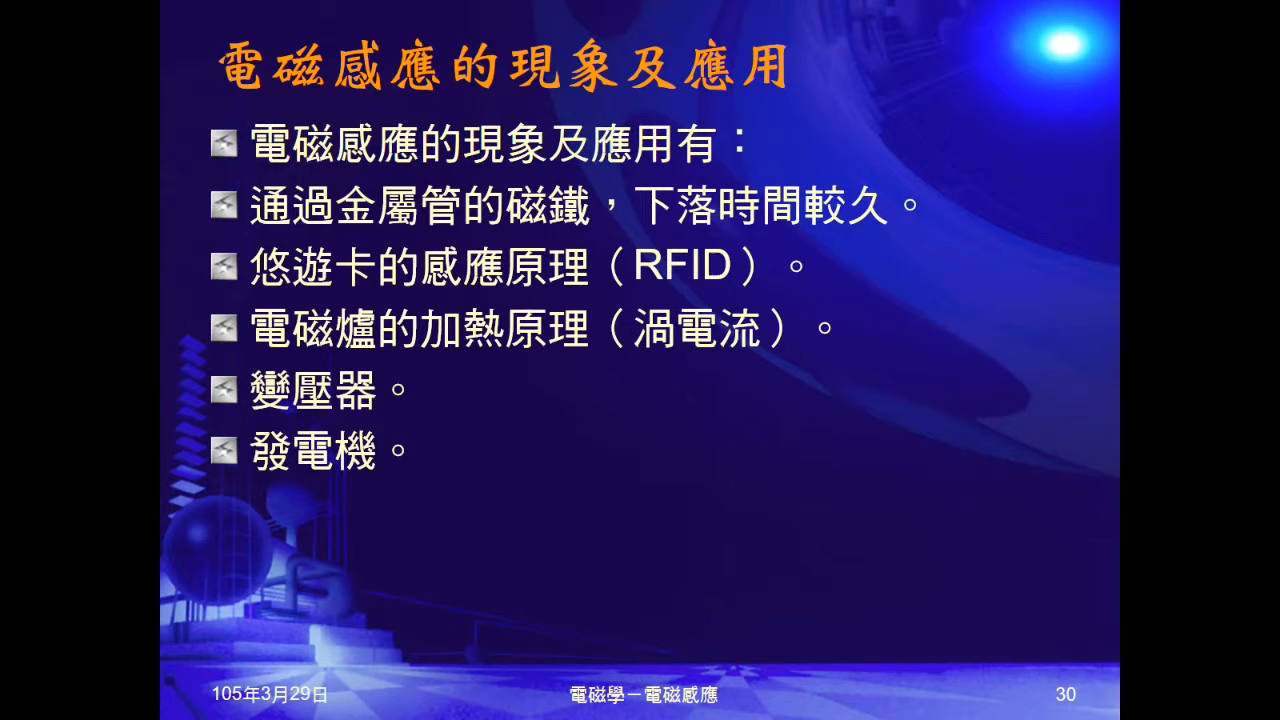 電磁感應的現象及應用
電磁感應的現象及應用有：
通過金屬管的磁鐵，下落時間較久。
悠遊卡的感應原理（RFID）。
電磁爐的加熱原理（渦電流）。
變壓器。
發電機。
105年3月29日
電磁學－電磁感應
30